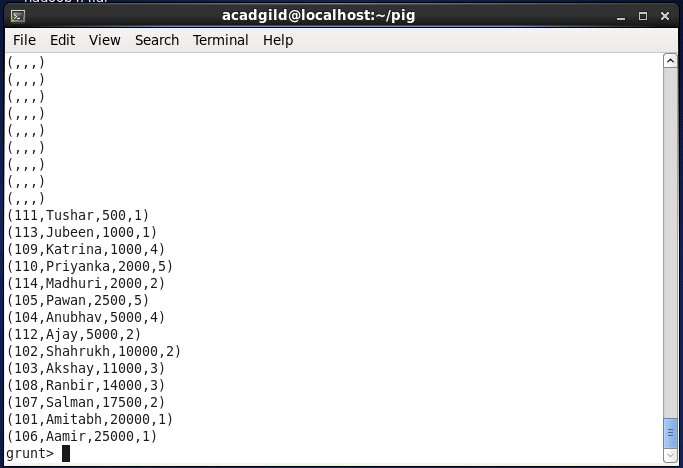 acadgild@localhost:~/pig
File Edit View Search Terminal Help
(,,,)
(,,,)
(,,,)
(,,,)
(,,,)
(,,,)
(,,,)
(,,,)
(,,,)
(111,Tushar,500,1)
(113,Jubeen,1000,1)
(109,Katrina,1000,4)
(110,Priyanka,2000,5)
(114,Madhuri,2000,2)
(105,Pawan,2500,5)
(104,Anubhav,5000,4)
(112,Ajay,5000,2)
(102,Shahrukh,10000,2)
(103,Akshay,11000,3)
(108,Ranbir,14000,3)
(107,Salman,17500,2)
(101,Amitabh,20000,1)
(106,Aamir,25000,1)
grunt>